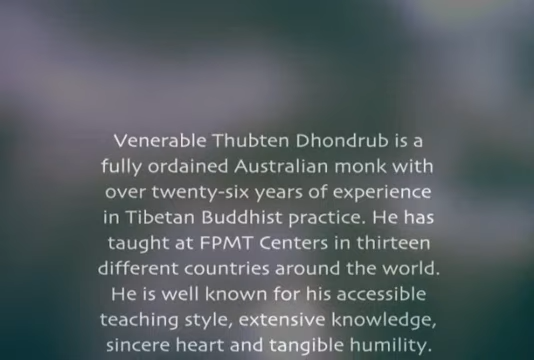 Venerable Thubten Dhondrub is a
fully ordained Australian monk with
over twenty-six years of experience
in Tibetan Buddhist practice. He has
taught at FPMT Centers in thirteen
different countries around the world.
He is well known for his accessible
teaching style, extensive knowledge,
sincere heart and tangible humility.